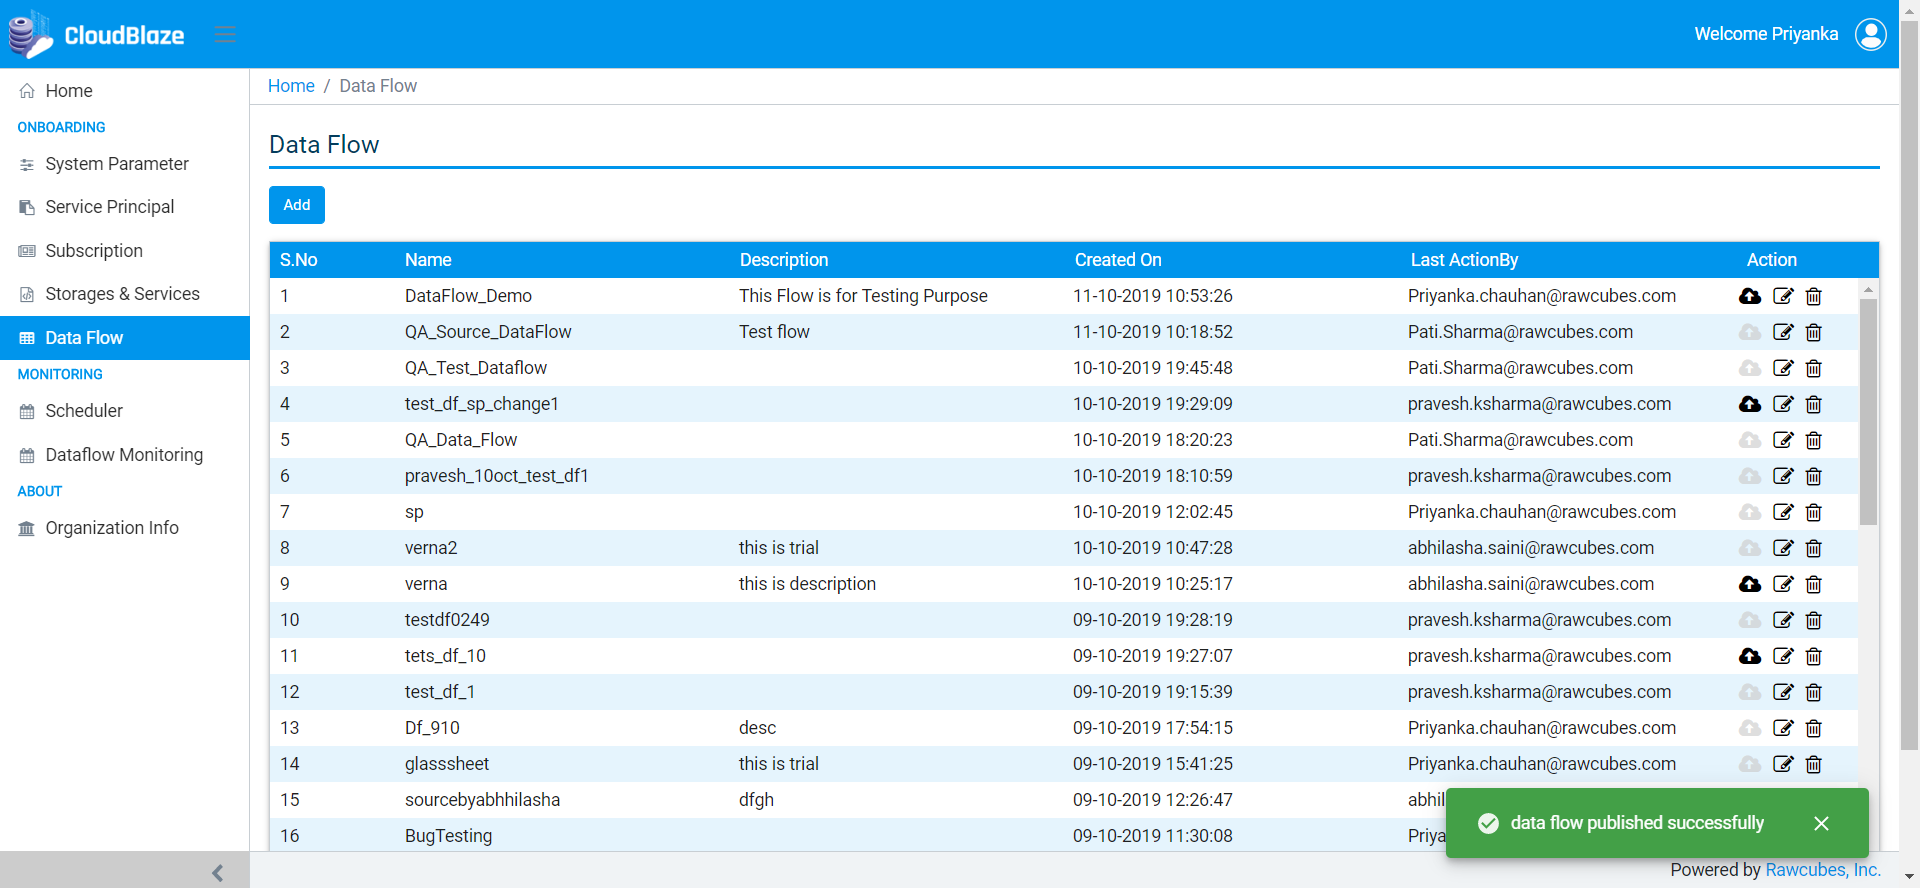 CloudBlaze
Welcome Priyanka
Home
ONBOARDING
System Parameter
Service Principal
Subscription
Storages & Services
Data Flow
MONITORING
Scheduler
Dataflow Monitoring
ABOUT
Organization Info
Home / Data Flow
Data Flow
Add
S.No Name Description Created On Last ActionBy Action
1 DataFlow_Demo This Flow is for Testing Purpose 11-10-2019 10:53:26 Priyanka.chauhan@rawcubes.com
2 QA_Source_DataFlow Test flow 11-10-2019 10:18:52 Pati.Sharma@rawcubes.com
3 QA_Test_Dataflow 10-10-2019 19:45:48 Pati.Sharma@rawcubes.com
4 test_df_sp_change1 10-10-2019 19:29:09 pravesh.ksharma@rawcubes.com
5 QA_Data_Flow 10-10-2019 18:20:23 Pati.Sharma@rawcubes.com
6 pravesh_10oct_test_df1 10-10-2019 18:10:59 pravesh.ksharma@rawcubes.com
7 sp 10-10-2019 12:02:45 Priyanka.chauhan@rawcubes.com
8 verna2 this is trial 10-10-2019 10:47:28 abhilasha.saini@rawcubes.com
9 verna this is description 10-10-2019 10:25:17 abhilasha.saini@rawcubes.com
10 testdf0249 09-10-2019 19:28:19 pravesh.ksharma@rawcubes.com
11 tets_df_10 09-10-2019 19:27:07 pravesh.ksharma@rawcubes.com
12 test_df_1 09-10-2019 19:15:39 pravesh.ksharma@rawcubes.com
13 Df_910 desc 09-10-2019 17:54:15 Priyanka.chauhan@rawcubes.com
14 glasssheet this is trial 09-10-2019 15:41:25 Priyanka.chauhan@rawcubes.com
15 sourcebyabhhilasha dfgh 09-10-2019 12:26:47 abhil
16 BugTesting 09-10-2019 11:30:08 Priya
data flow published successfully
Powered by Rawcubes, Inc.